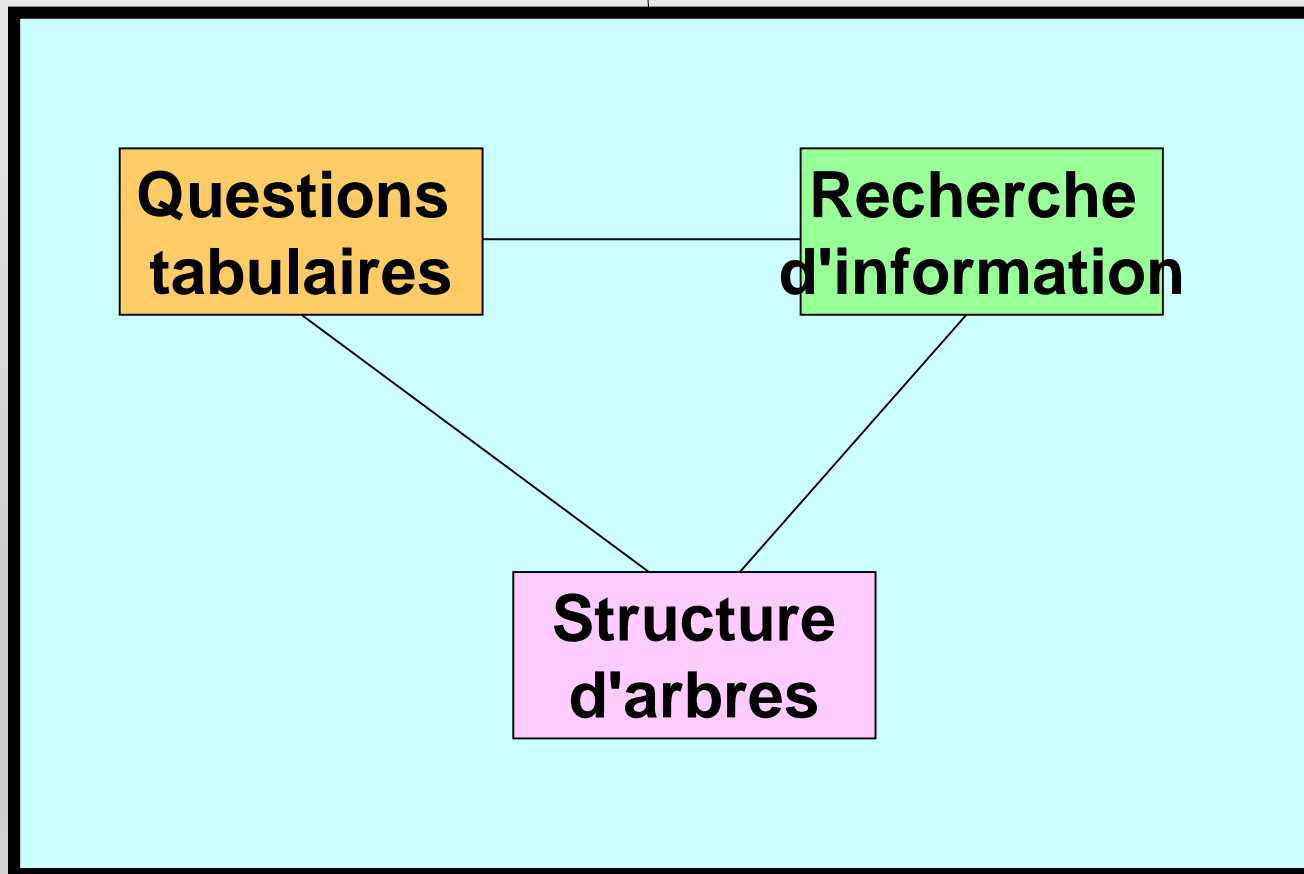 Questions
tabulaires
Recherche
d'information
Structure
d'arbres